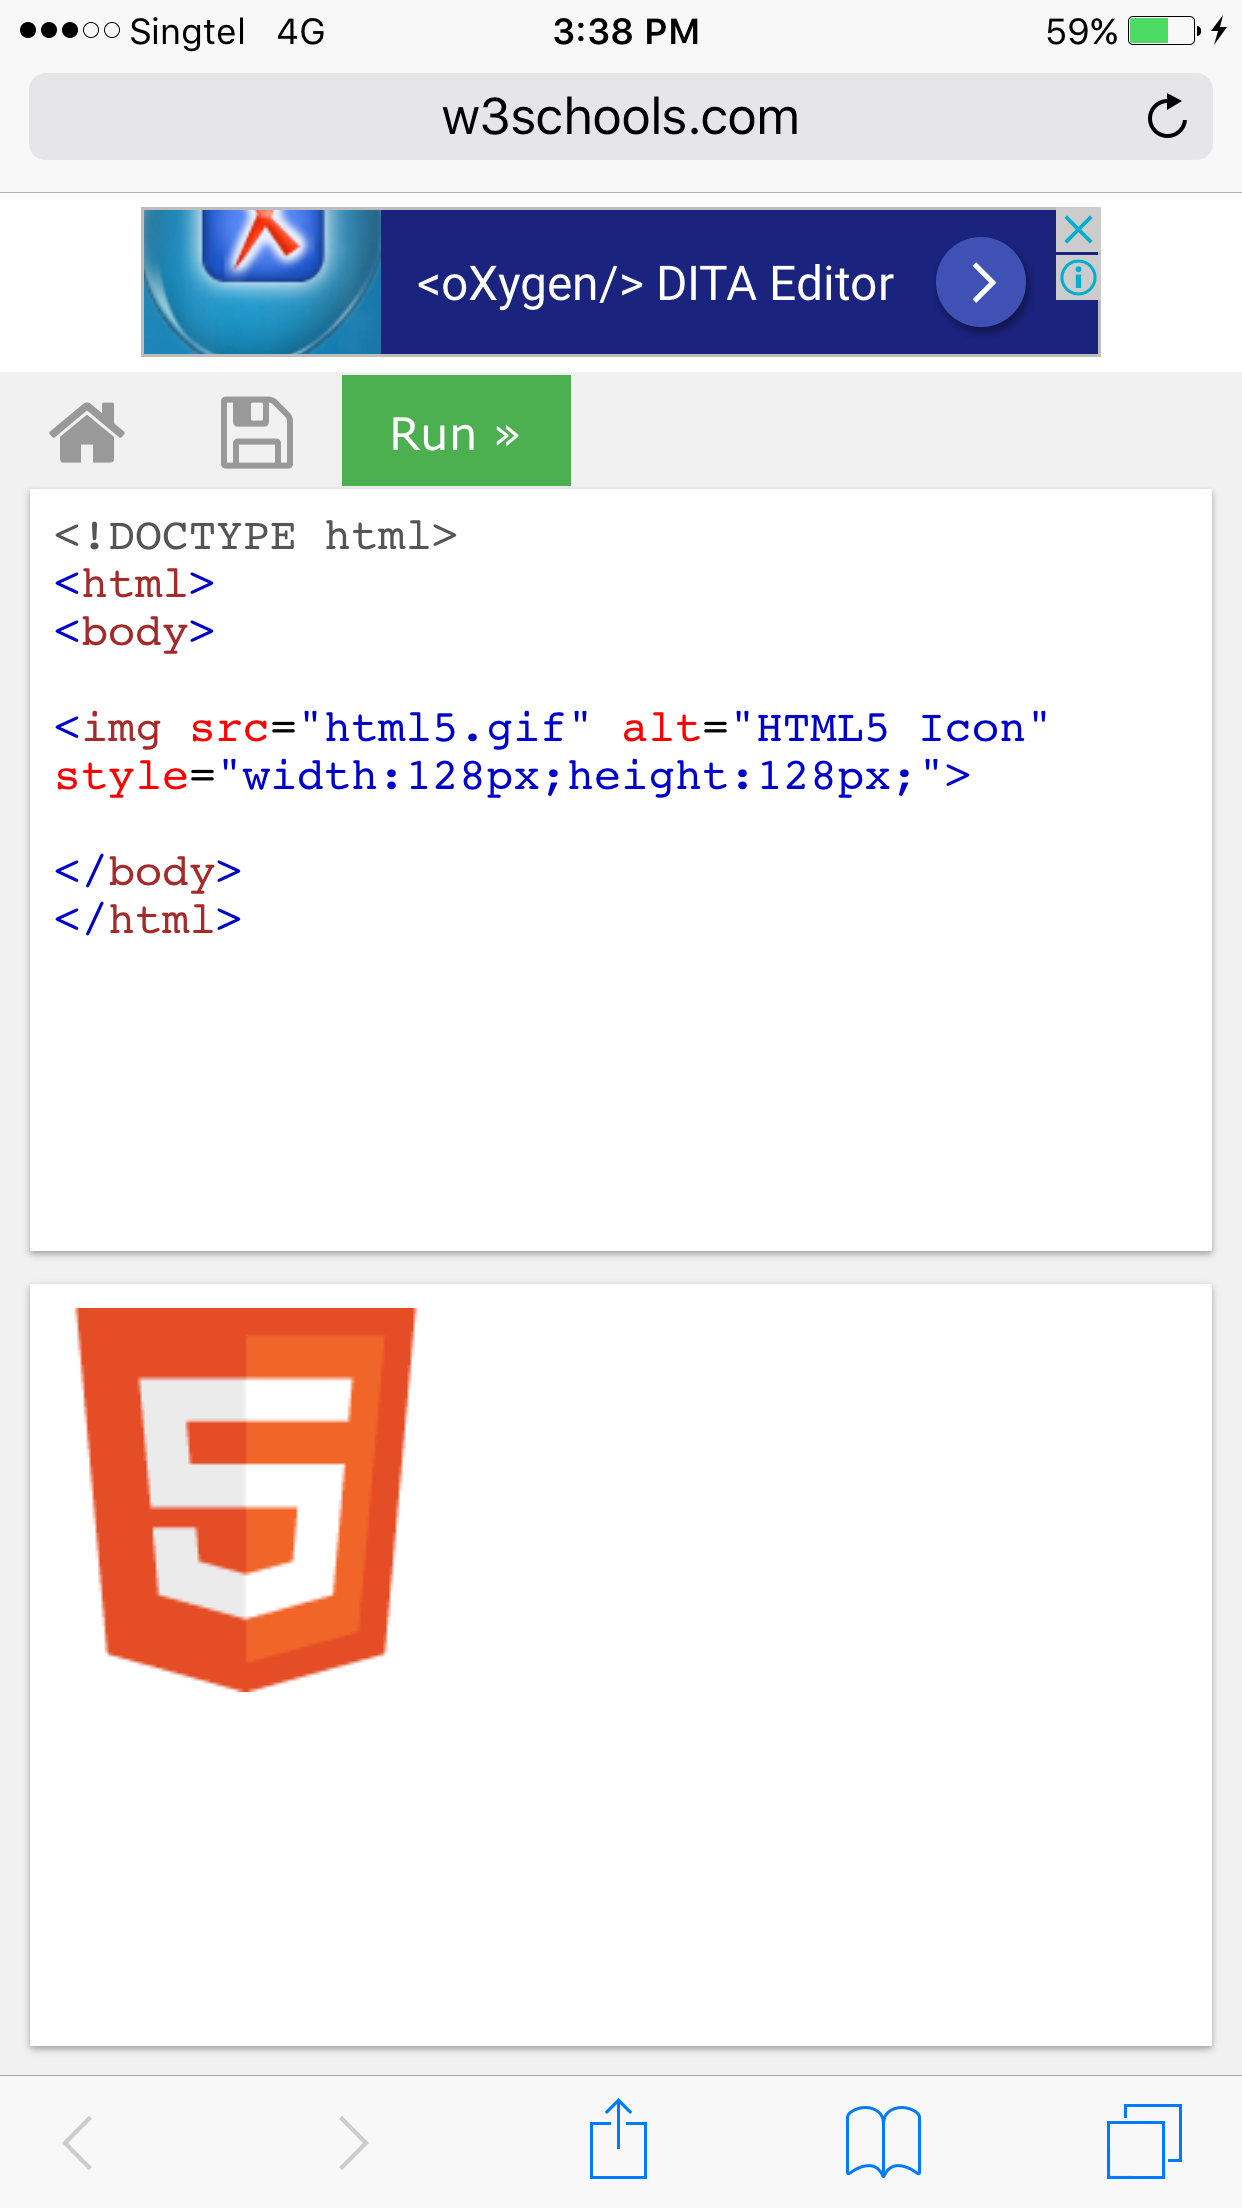 Singtel 4G 3:38 PM 59%
w3schools.com
<oXygen/> DITA Editor
Run »
<!DOCTYPE html>
<html>
<body>
<img src="html5.gif" alt="HTML5 Icon"
style="width:128px;height:128px;">
</body>
</html>
5